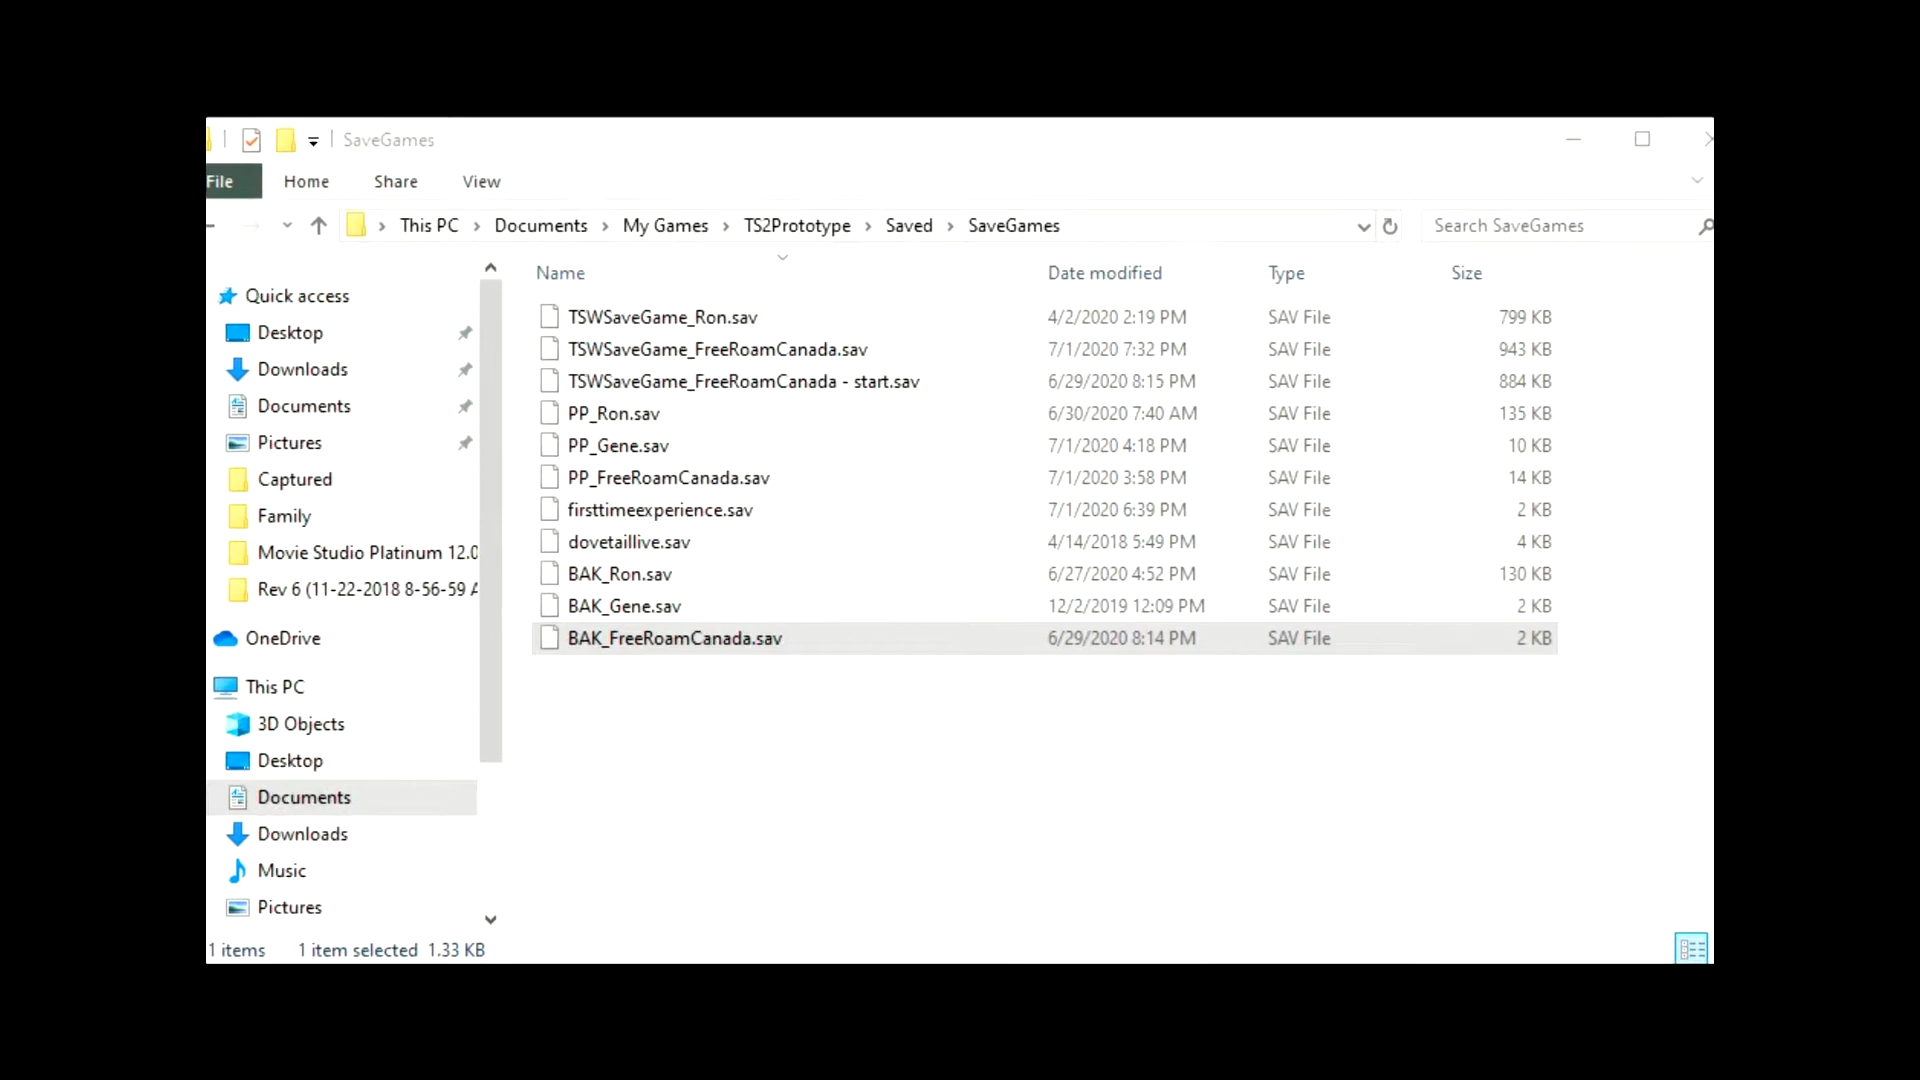 SaveGames
File Home Share View
This PC Documents My Games TS2Prototype Saved SaveGames Search SaveGames
Name Date modified Type Size
Quick access
Desktop
Downloads
Documents
Pictures
Captured
Family
Movie Studio Platinum 12.0
Rev 6 (11-22-2018 8-56-59 A
OneDrive
This PC
3D Objects
Desktop
Documents
Downloads
Music
Pictures
TSWSaveGame_Ron.sav 4/2/2020 2:19 PM SAV File 799 KB
TSWSaveGame_FreeRoamCanada.sav 7/1/2020 7:32 PM SAV File 943 KB
TSWSaveGame_FreeRoamCanada - start.sav 6/29/2020 8:15 PM SAV File 884 KB
PP_Ron.sav 6/30/2020 7:40 AM SAV File 135 KB
PP_Gene.sav 7/1/2020 4:18 PM SAV File 10 KB
PP_FreeRoamCanada.sav 7/1/2020 3:58 PM SAV File 14 KB
firsttimeexperience.sav 7/1/2020 6:39 PM SAV File 2 KB
dovetaillive.sav 4/14/2018 5:49 PM SAV File 4 KB
BAK_Ron.sav 6/27/2020 4:52 PM SAV File 130 KB
BAK_Gene.sav 12/2/2019 12:09 PM SAV File 2 KB
BAK_FreeRoamCanada.sav 6/29/2020 8:14 PM SAV File 2 KB
1 items 1 item selected 1.33 KB